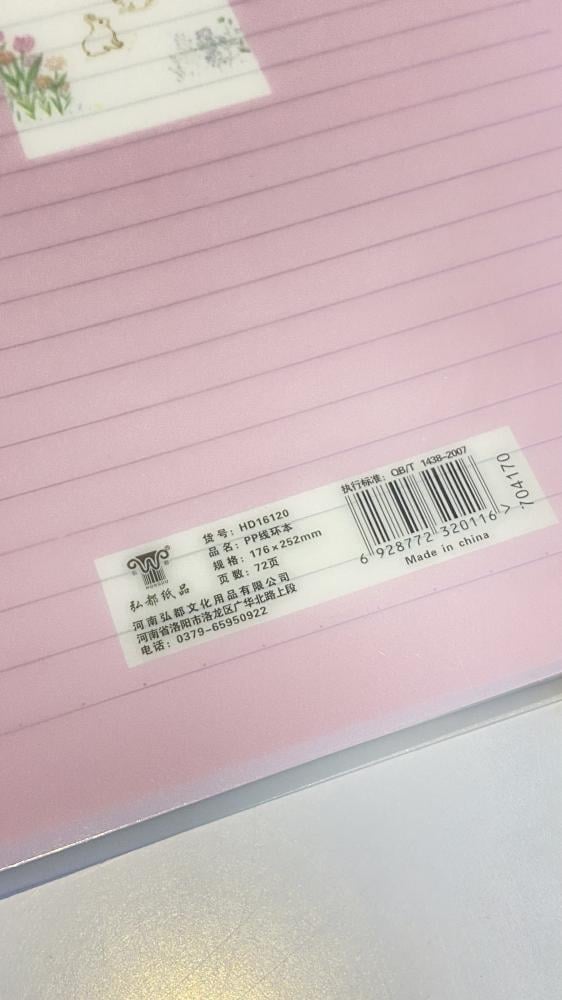 货号：HD16120
品名：PP线环本
规格：176×252mm
页数：72页
弘都纸品
河南弘都文化用品有限公司
河南省洛阳市洛龙区广华北路上段
电话：0379-65950922
执行标准：QB/T 1438-2007
6 928772 320116 >
704170
Made in china